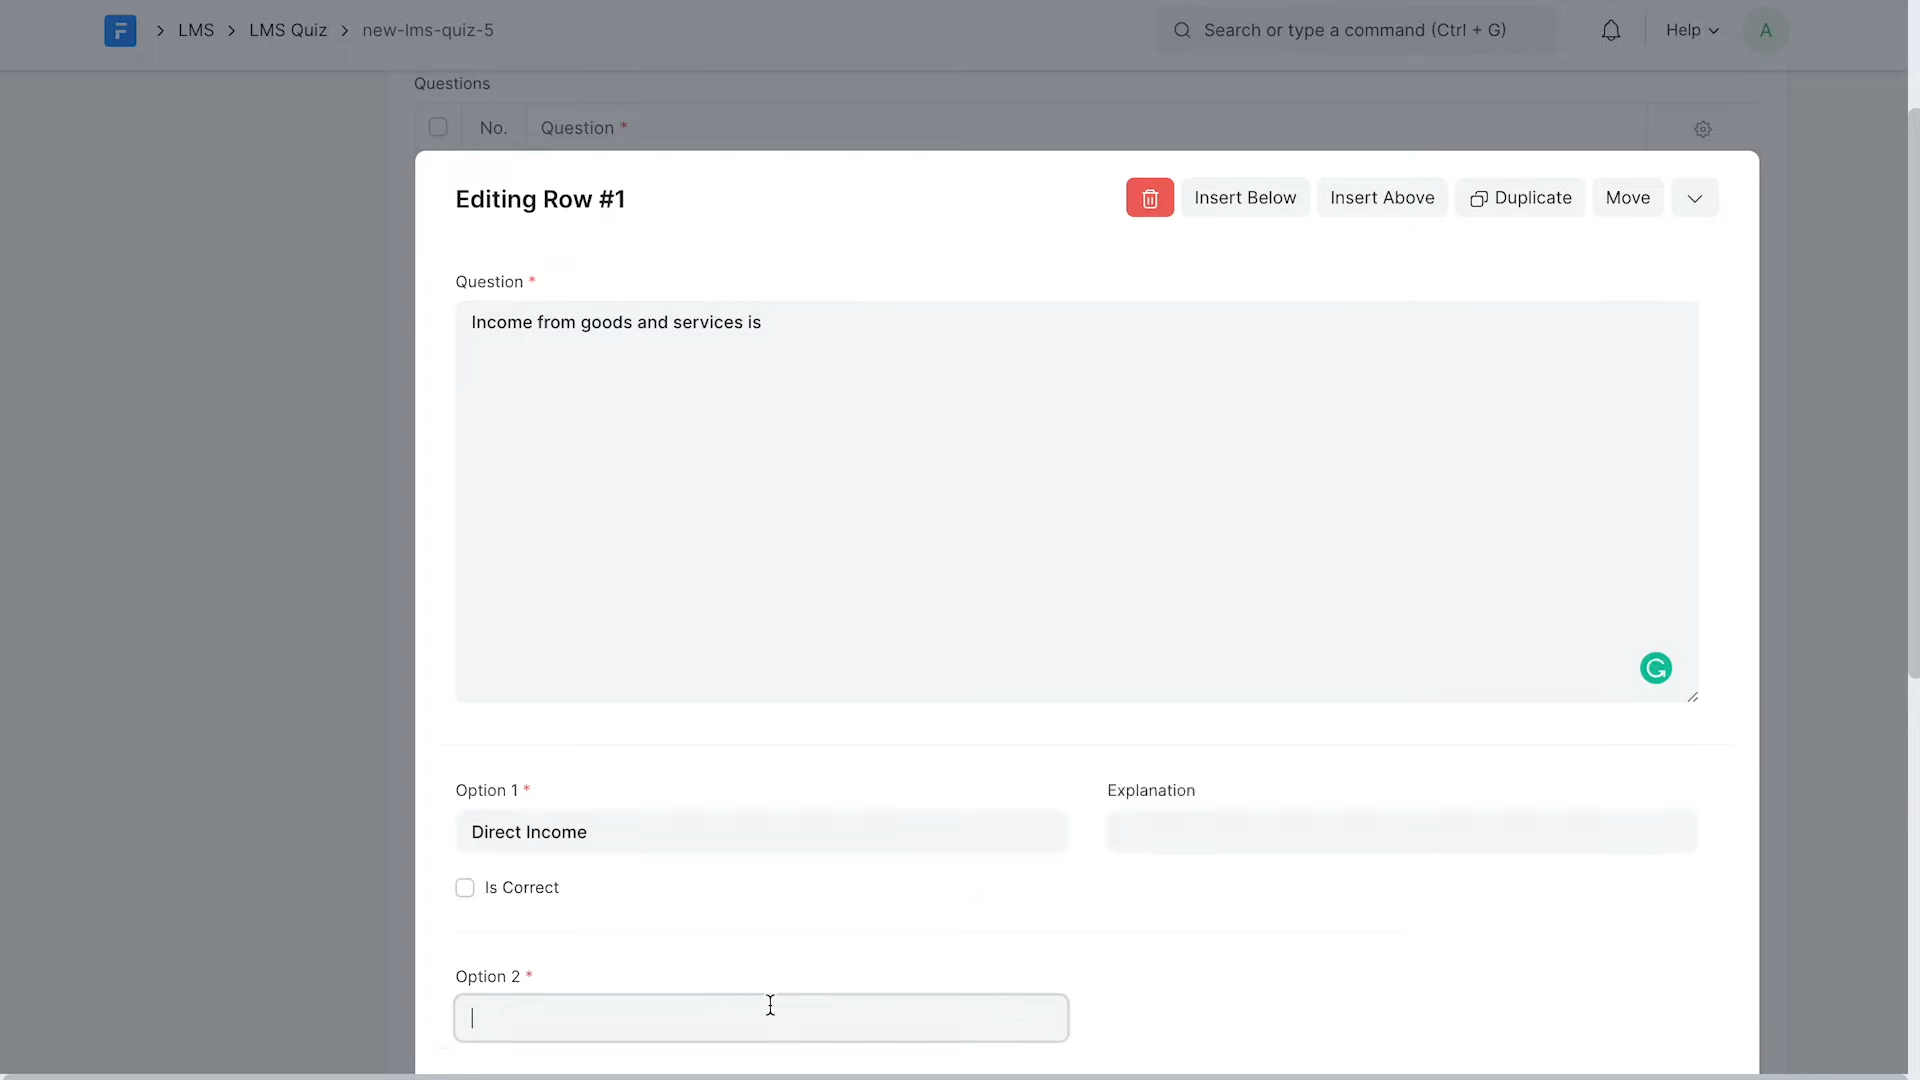 LMS LMS Quiz new-lms-quiz-5 Search or type a command (Ctrl + G) Help A
Questions
No. Question *
Editing Row #1 Insert Below Insert Above Duplicate Move
Question *
Income from goods and services is
Option 1 * Explanation
Direct Income
Is Correct
Option 2 *